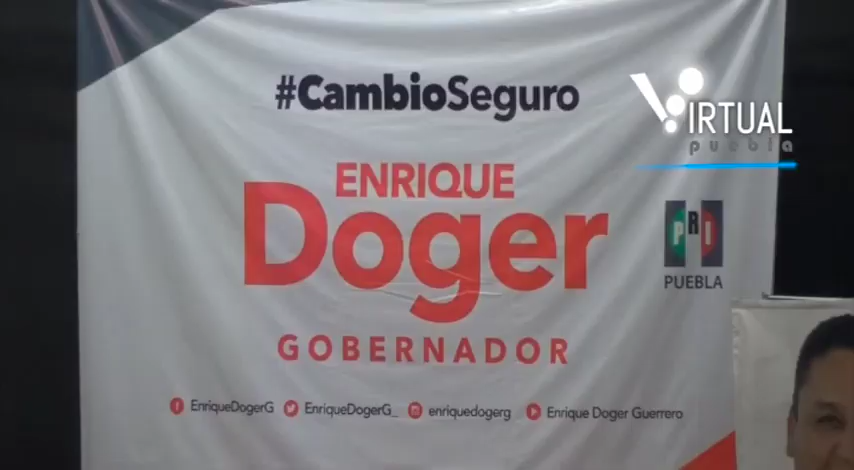 #CambioSeguro
VIRTUAL
puebla
ENRIQUE
Doger
PRI
PUEBLA
GOBERNADOR
EnriqueDogerG EnriqueDogerG_ enriquedogerg Enrique Doger Guerrero